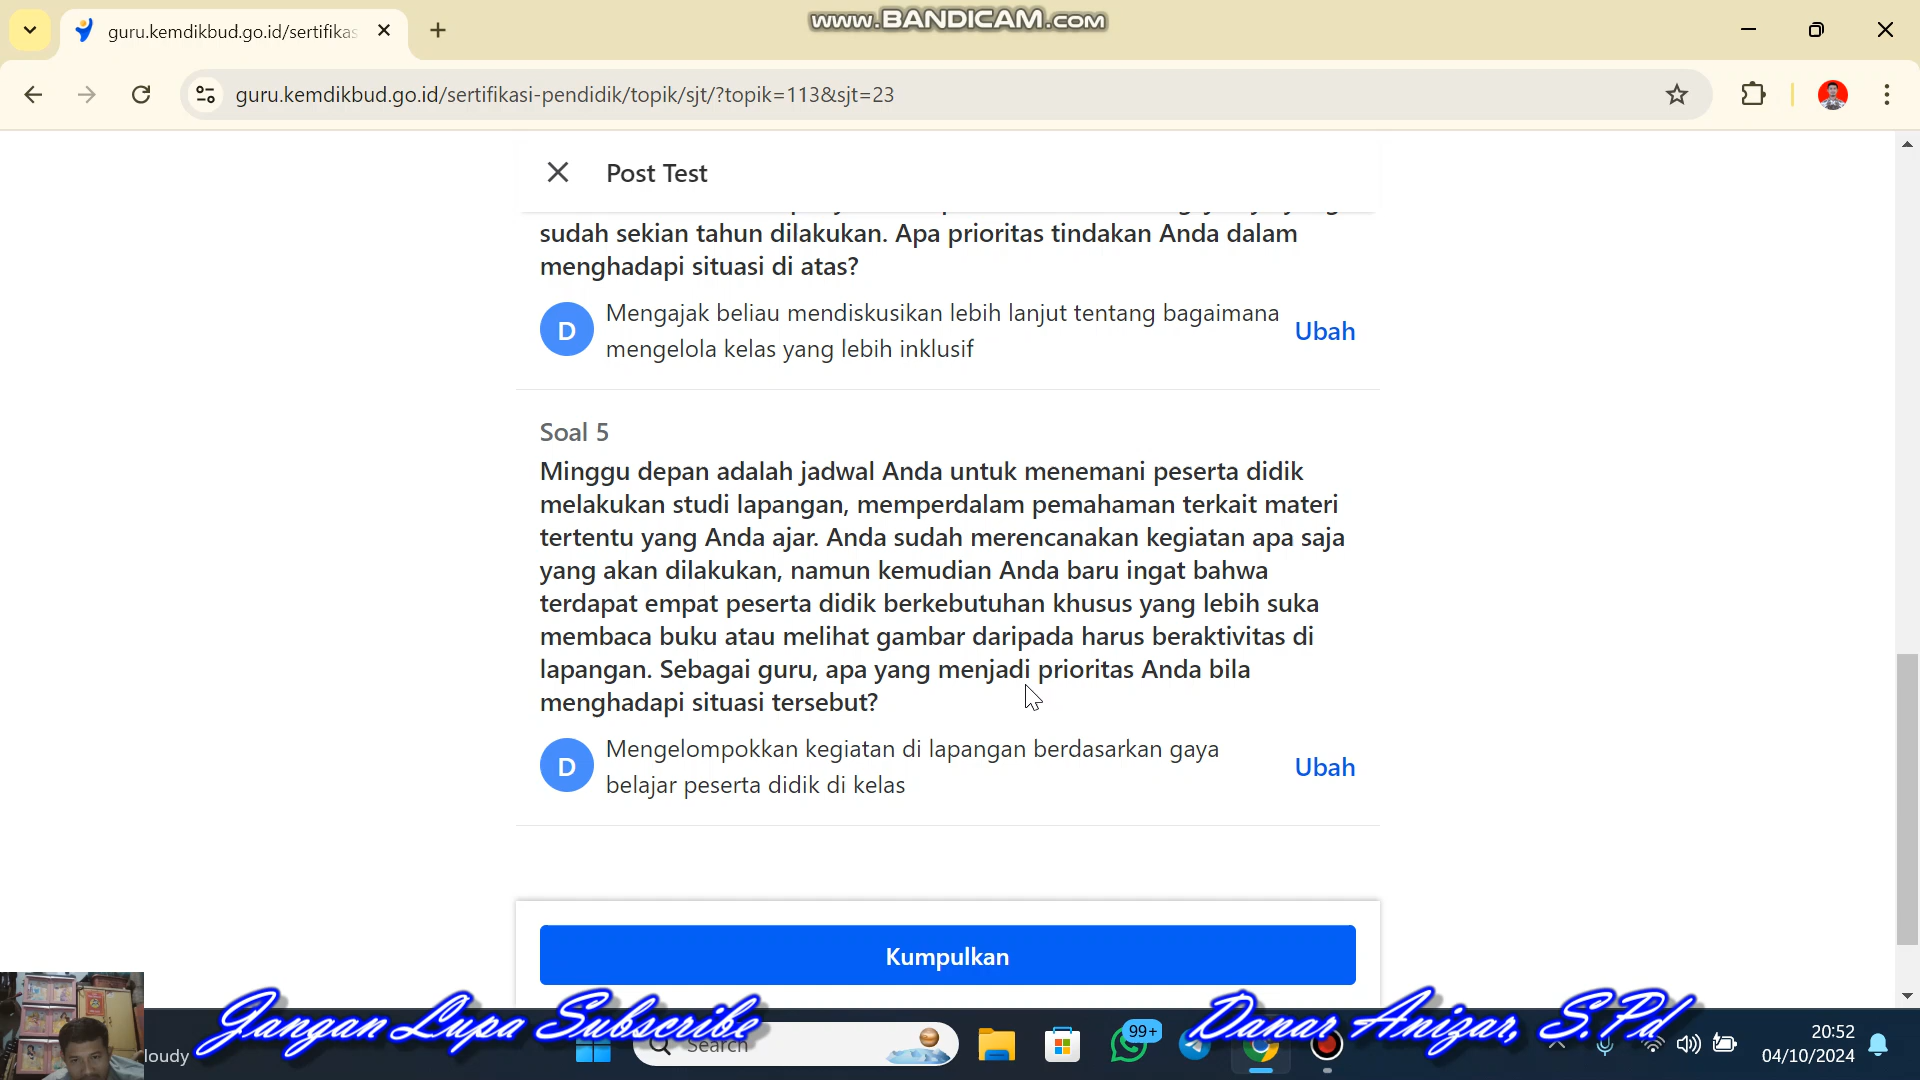 guru.kemdikbud.go.id/sertifikas
www.BANDICAM.com
guru.kemdikbud.go.id/sertifikasi-pendidik/topik/sjt/?topik=113&sjt=23
Post Test
sudah sekian tahun dilakukan. Apa prioritas tindakan Anda dalam
menghadapi situasi di atas?
D
Mengajak beliau mendiskusikan lebih lanjut tentang bagaimana
mengelola kelas yang lebih inklusif
Ubah
Soal 5
Minggu depan adalah jadwal Anda untuk menemani peserta didik
melakukan studi lapangan, memperdalam pemahaman terkait materi
tertentu yang Anda ajar. Anda sudah merencanakan kegiatan apa saja
yang akan dilakukan, namun kemudian Anda baru ingat bahwa
terdapat empat peserta didik berkebutuhan khusus yang lebih suka
membaca buku atau melihat gambar daripada harus beraktivitas di
lapangan. Sebagai guru, apa yang menjadi prioritas Anda bila
menghadapi situasi tersebut?
D
Mengelompokkan kegiatan di lapangan berdasarkan gaya
belajar peserta didik di kelas
Ubah
Kumpulkan
Jangan Lupa Subscribe
Danar Anizar, S.Pd
loudy
Search
99+
20:52
04/10/2024